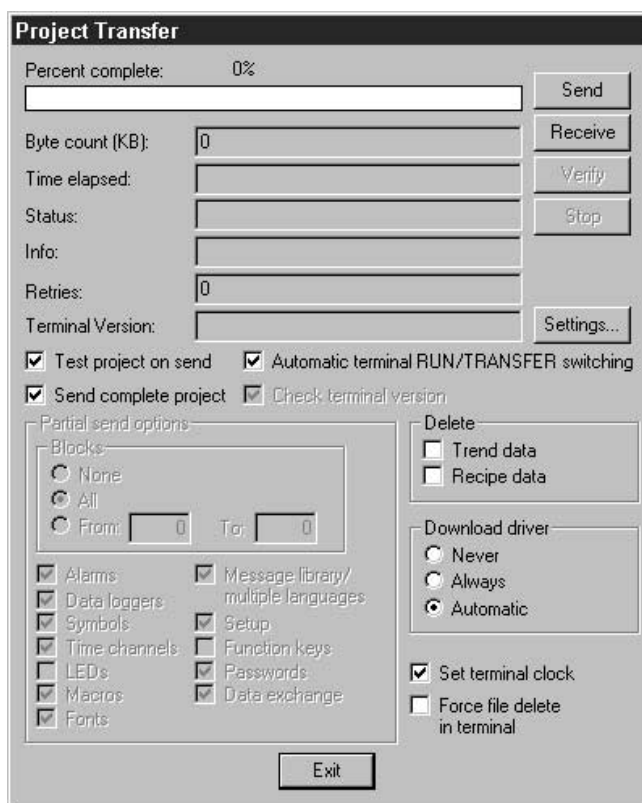 Project Transfer
Percent complete: 0%
Send
Byte count (KB): 0
Receive
Time elapsed:
Verify
Status:
Stop
Info:
Retries: 0
Terminal Version:
Settings...
Test project on send
Automatic terminal RUN/TRANSFER switching
Send complete project
Check terminal version
Partial send options
Blocks
None
All
From: 0 To: 0
Alarms
Data loggers
Symbols
Time channels
LEDs
Macros
Fonts
Message library/
multiple languages
Setup
Function keys
Passwords
Data exchange
Delete
Trend data
Recipe data
Download driver
Never
Always
Automatic
Set terminal clock
Force file delete
in terminal
Exit